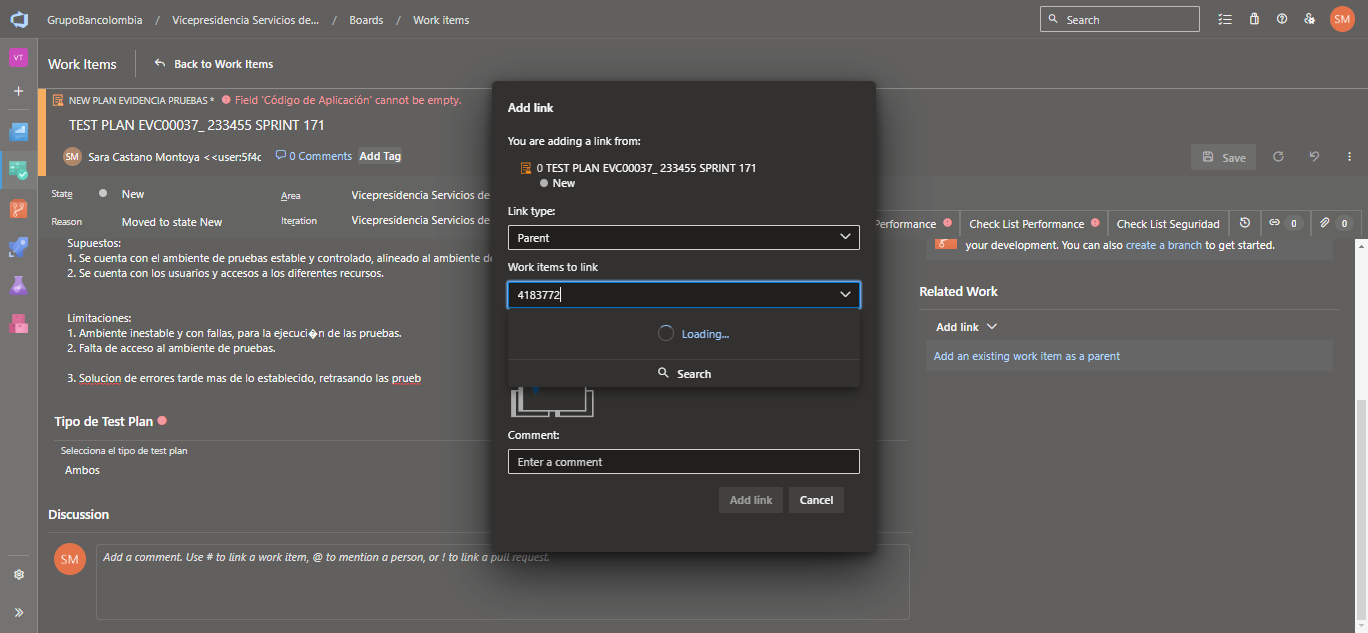 GrupoBancolombia / Vicepresidencia Servicios de... / Boards / Work items
Search
SM
VT
Work Items
Back to Work Items
NEW PLAN EVIDENCIA PRUEBAS * Field 'Código de Aplicación' cannot be empty.
TEST PLAN EVC00037_ 233455 SPRINT 171
SM Sara Castano Montoya <<user:5f4c 0 Comments Add Tag
Save
State New Area Vicepresidencia Servicios de
Reason Moved to state New Iteration Vicepresidencia Servicios de
Performance Check List Performance Check List Seguridad 0 0
Supuestos:
1. Se cuenta con el ambiente de pruebas estable y controlado, alineado al ambiente de
2. Se cuenta con los usuarios y accesos a los diferentes recursos.
Limitaciones:
1. Ambiente inestable y con fallas, para la ejecuci�n de las pruebas.
2. Falta de acceso al ambiente de pruebas.
3. Solucion de errores tarde mas de lo establecido, retrasando las prueb
Tipo de Test Plan
Selecciona el tipo de test plan
Ambos
Discussion
SM
Add a comment. Use # to link a work item, @ to mention a person, or ! to link a pull request.
Add link
You are adding a link from:
0 TEST PLAN EVC00037_ 233455 SPRINT 171
New
Link type:
Parent
Work items to link
4183772
Loading...
Search
Comment:
Enter a comment
Add link
Cancel
your development. You can also create a branch to get started.
Related Work
Add link
Add an existing work item as a parent